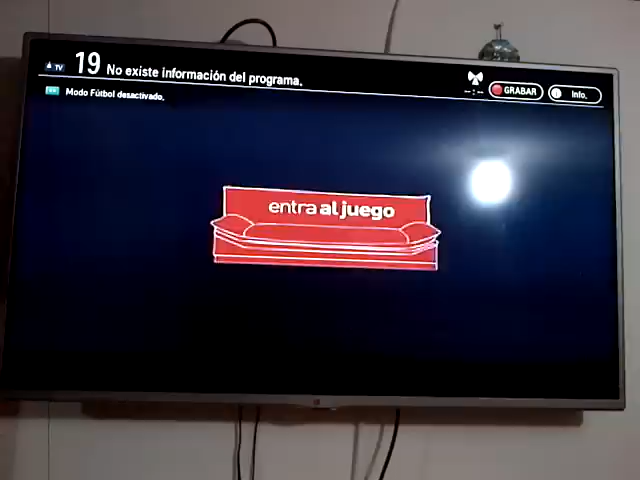 TV 19 No existe información del programa.
--:-- GRABAR Info.
Modo Fútbol desactivado.
entra al juego